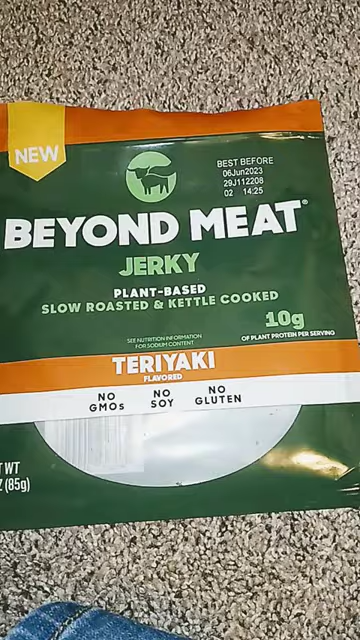 NEW
BEST BEFORE
06Jun2023
29J112208
02 14:25
BEYOND MEAT®
JERKY
PLANT-BASED
SLOW ROASTED & KETTLE COOKED
10g
OF PLANT PROTEIN PER SERVING
SEE NUTRITION INFORMATION
FOR SODIUM CONTENT
TERIYAKI
FLAVORED
NO GMOS
NO SOY
NO GLUTEN
WT
(85g)